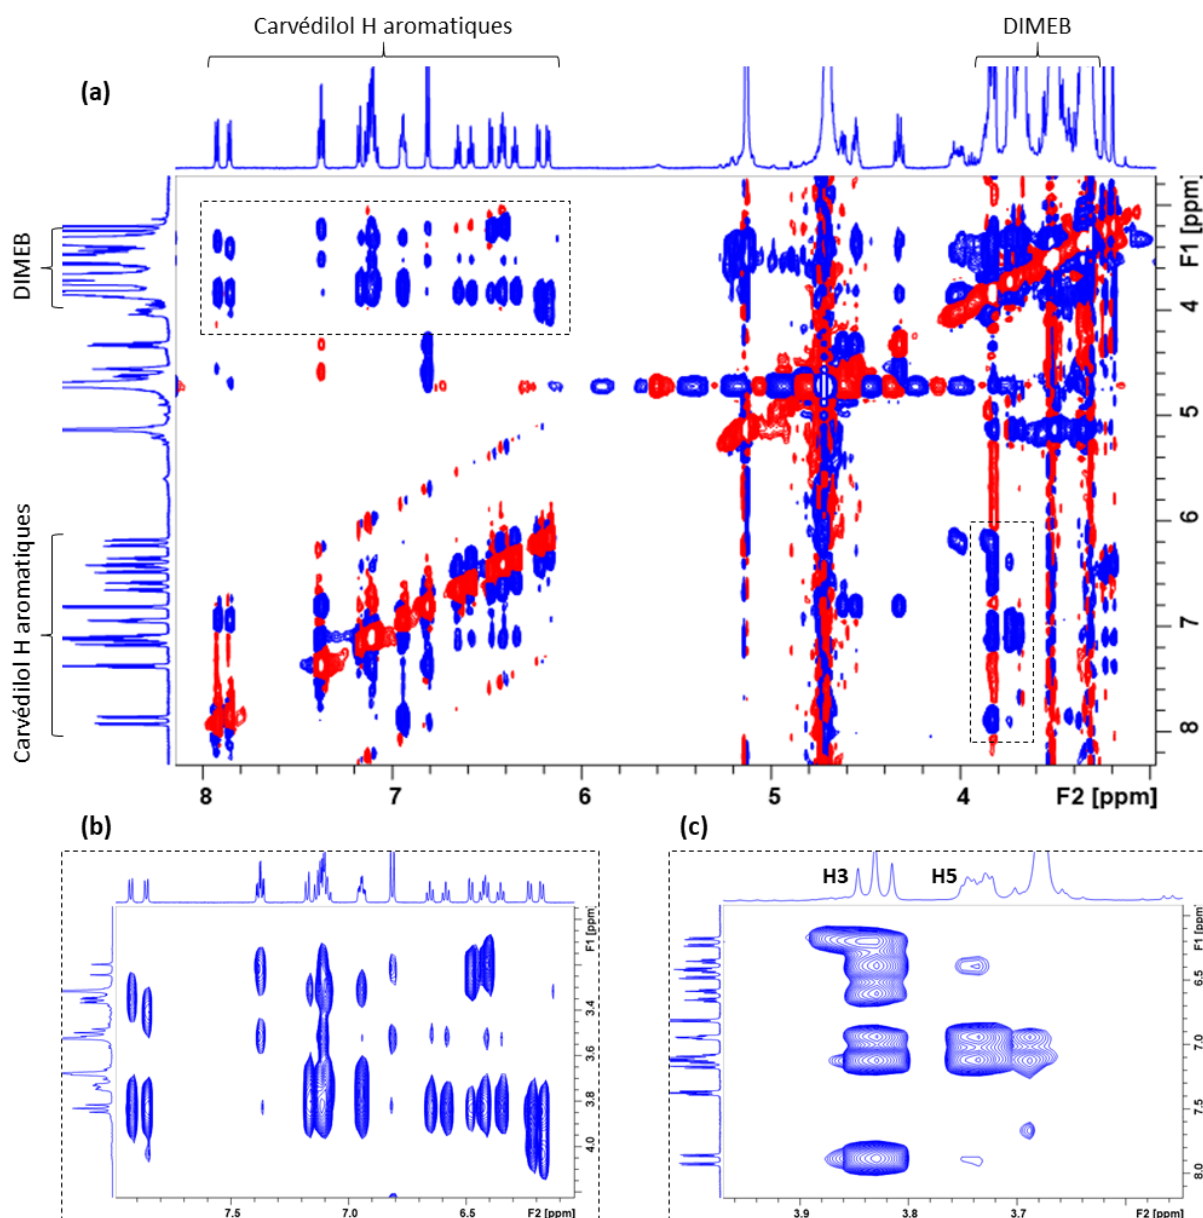 Carvédilol H aromatiques
DIMEB
(a)
DIMEB
Carvédilol H aromatiques
F1 [ppm]
4
5
6
7
8
8
7
6
5
4
F2 [ppm]
(b)
F1 [ppm]
3.4
3.6
3.8
4.0
7.5
7.0
6.5
F2 [ppm]
(c)
H3
H5
F1 [ppm]
6.5
7.0
7.5
8.0
3.9
3.8
3.7
F2 [ppm]